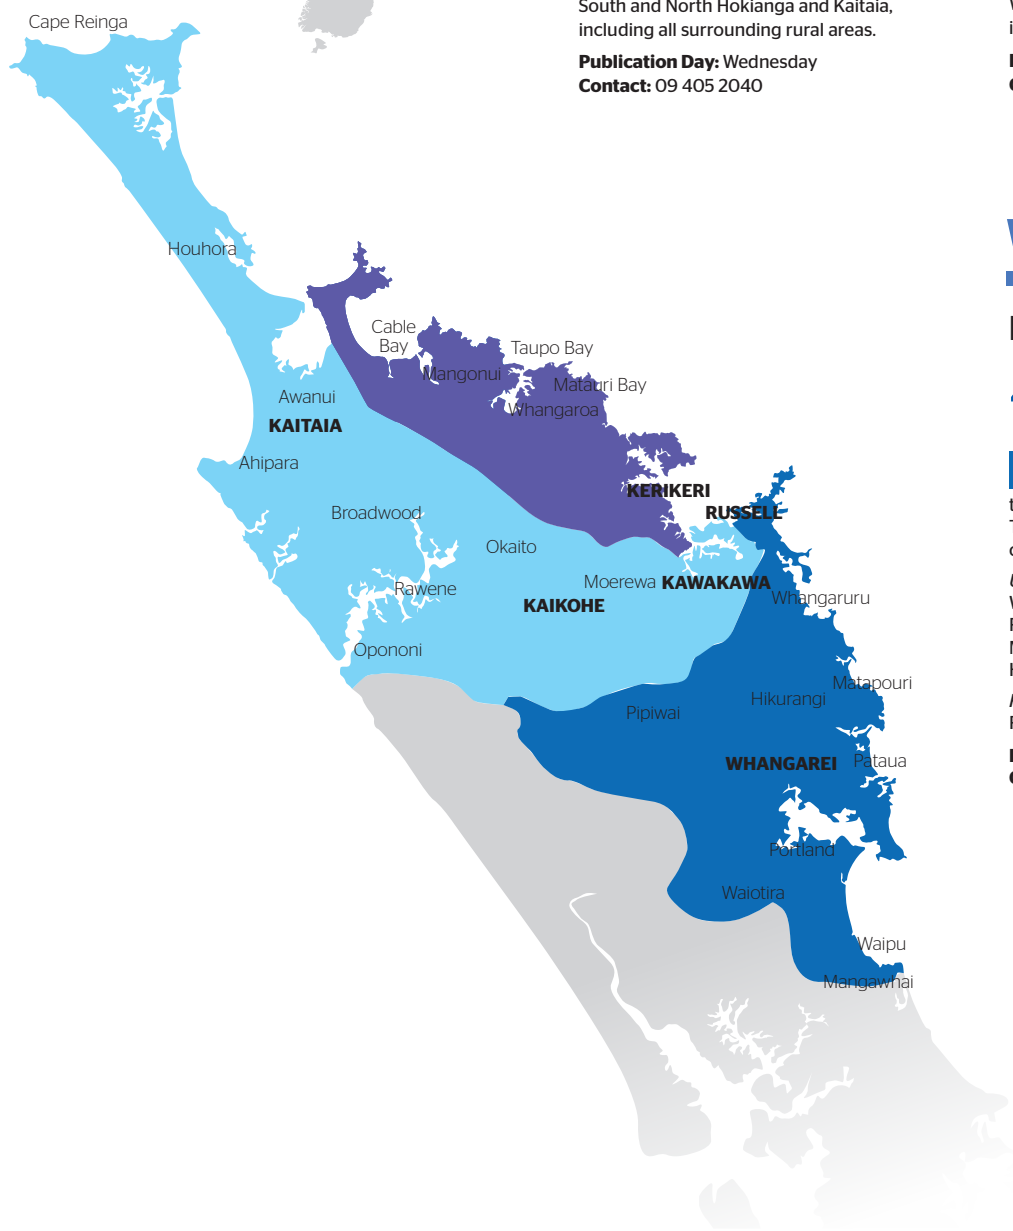 South and North Hokianga and Kaitaia,
including all surrounding rural areas.
Publication Day: Wednesday
Contact: 09 405 2040
Cape Reinga
Houhora
Cable
Bay
Taupo Bay
Mangonui
Matauri Bay
Awanui
Whangaroa
KAITAIA
Ahipara
KERIKERI
Broadwood
RUSSELL
Okaito
Moerewa
KAWAKAWA
Rawene
KAIKOHE
Whangaruru
Opononi
Matapouri
Hikurangi
Pipiwai
WHANGAREI
Pataua
Portland
Waiotira
Waipu
Mangawhai